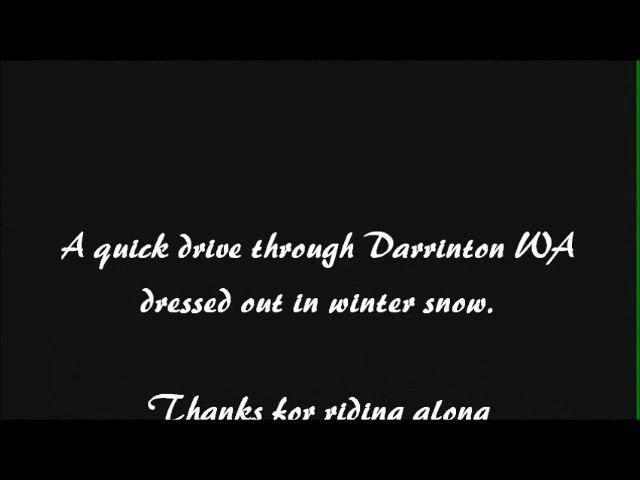 A quick drive through Darrinton WA
dressed out in winter snow.
Thanks for riding along